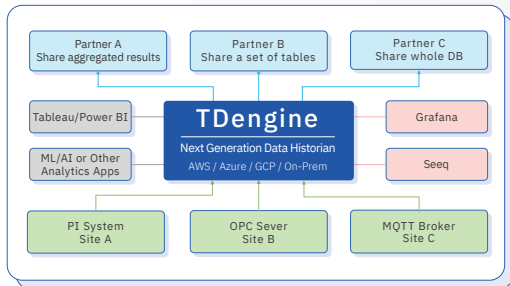 Partner A
Share aggregated results
Partner B
Share a set of tables
Partner C
Share whole DB
Tableau/Power BI
ML/AI or Other
Analytics Apps
TDengine
Next Generation Data Historian
AWS / Azure / GCP / On-Prem
Grafana
Seeq
PI System
Site A
OPC Sever
Site B
MQTT Broker
Site C